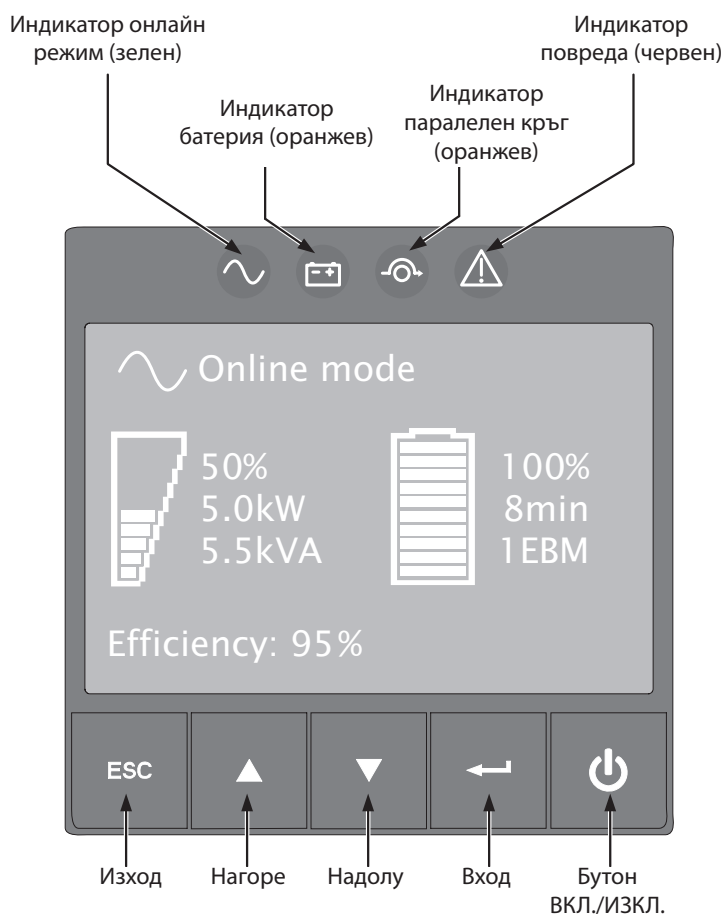 Индикатор онлайн
режим (зелен)
Индикатор
повреда (червен)
Индикатор
батерия (оранжев)
Индикатор
паралелен кръг
(оранжев)
Online mode
50%
5.0kW
5.5kVA
100%
8min
1EBM
Efficiency: 95%
ESC
Изход
Нагоре
Надолу
Вход
Бутон
ВКЛ./ИЗКЛ.